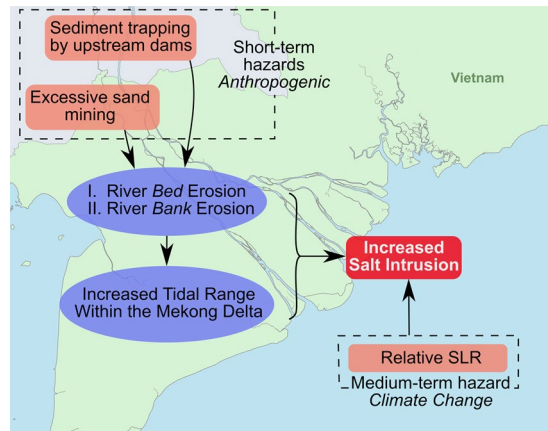 Sediment trapping
by upstream dams
Short-term
hazards
Anthropogenic
Vietnam
Excessive sand
mining
I. River Bed Erosion
II. River Bank Erosion
Increased
Salt Intrusion
Increased Tidal Range
Within the Mekong Delta
Relative SLR
Medium-term hazard
Climate Change